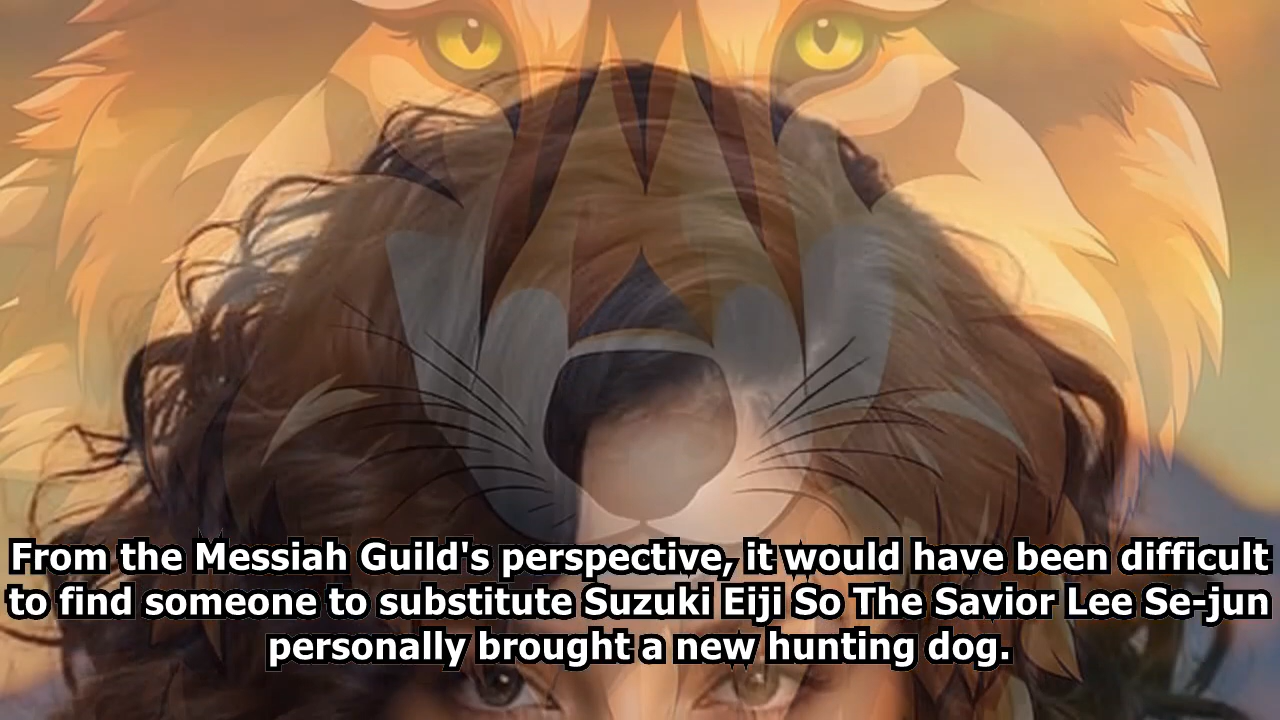 From the Messiah Guild's perspective, it would have been difficult
to find someone to substitute Suzuki Eiji So The Savior Lee Se-jun
personally brought a new hunting dog.